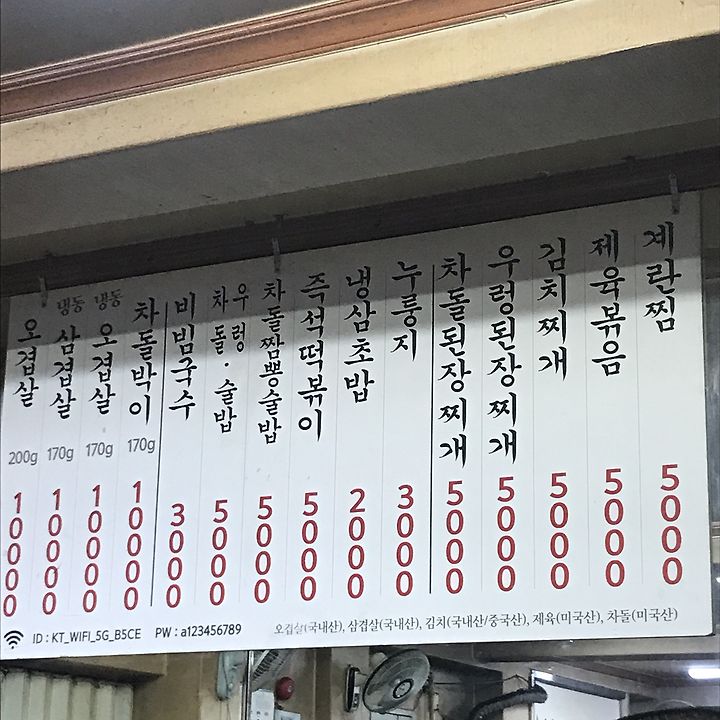 오겹살 200g 10000
냉동 삼겹살 170g 10000
냉동 오겹살 170g 10000
차돌박이 170g 10000
비빔국수 3000
우렁 차돌·술밥 5000
차돌짬뽕술밥 5000
즉석떡볶이 5000
냉삼초밥 2000
누룽지 3000
차돌된장찌개 5000
우렁된장찌개 5000
김치찌개 5000
제육볶음 5000
계란찜 5000
ID : KT_WIFI_5G_B5CE PW : a123456789
오겹살(국내산), 삼겹살(국내산), 김치(국내산/중국산), 제육(미국산), 차돌(미국산)